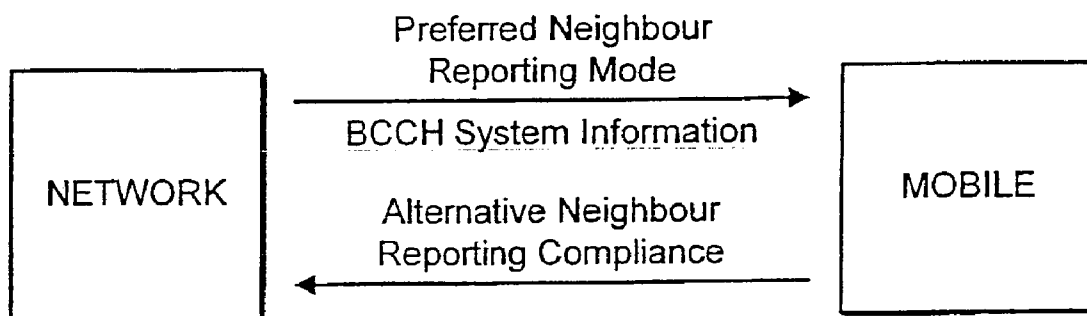 Preferred Neighbour
Reporting Mode
BCCH System Information
NETWORK
MOBILE
Alternative Neighbour
Reporting Compliance